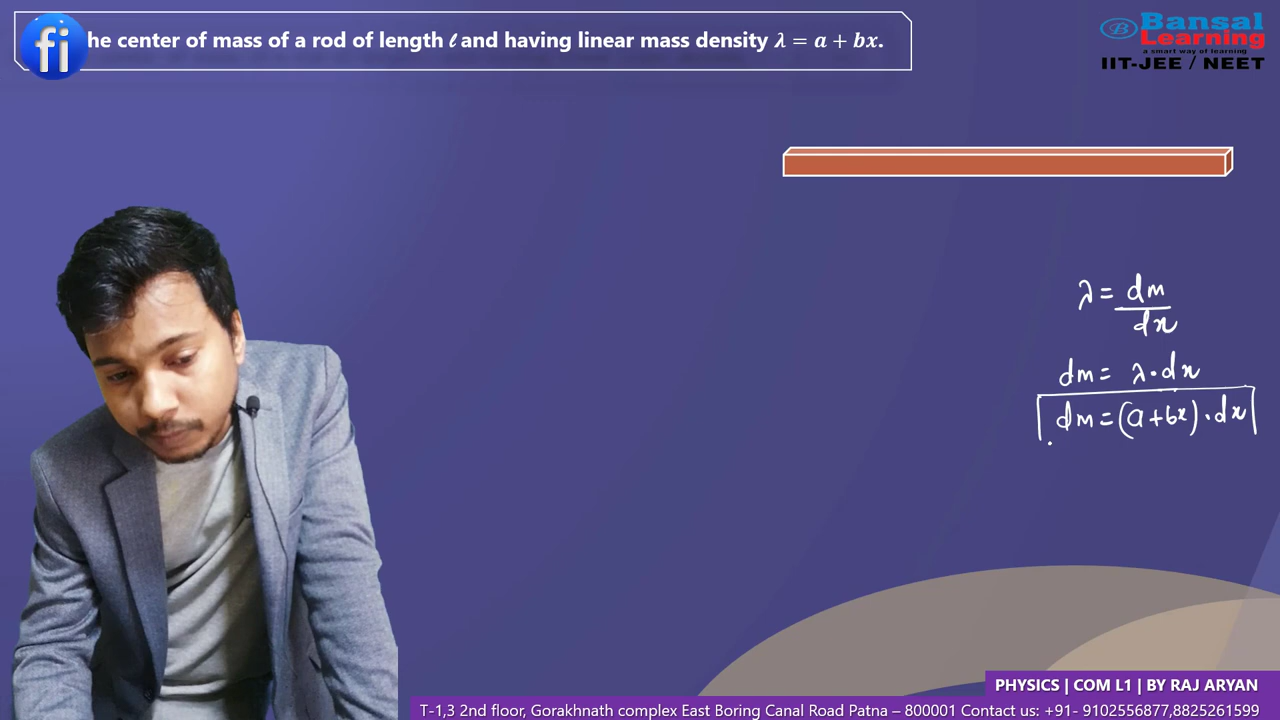 fi
he center of mass of a rod of length ℓ and having linear mass density λ = a + bx.
B
Bansal
Learning
a smart way of learning
IIT-JEE / NEET
λ = dm/dx
dm = λ·dx
dm = (a+bx)·dx
PHYSICS | COM L1 | BY RAJ ARYAN
T-1,3 2nd floor, Gorakhnath complex East Boring Canal Road Patna – 800001 Contact us: +91- 9102556877,8825261599